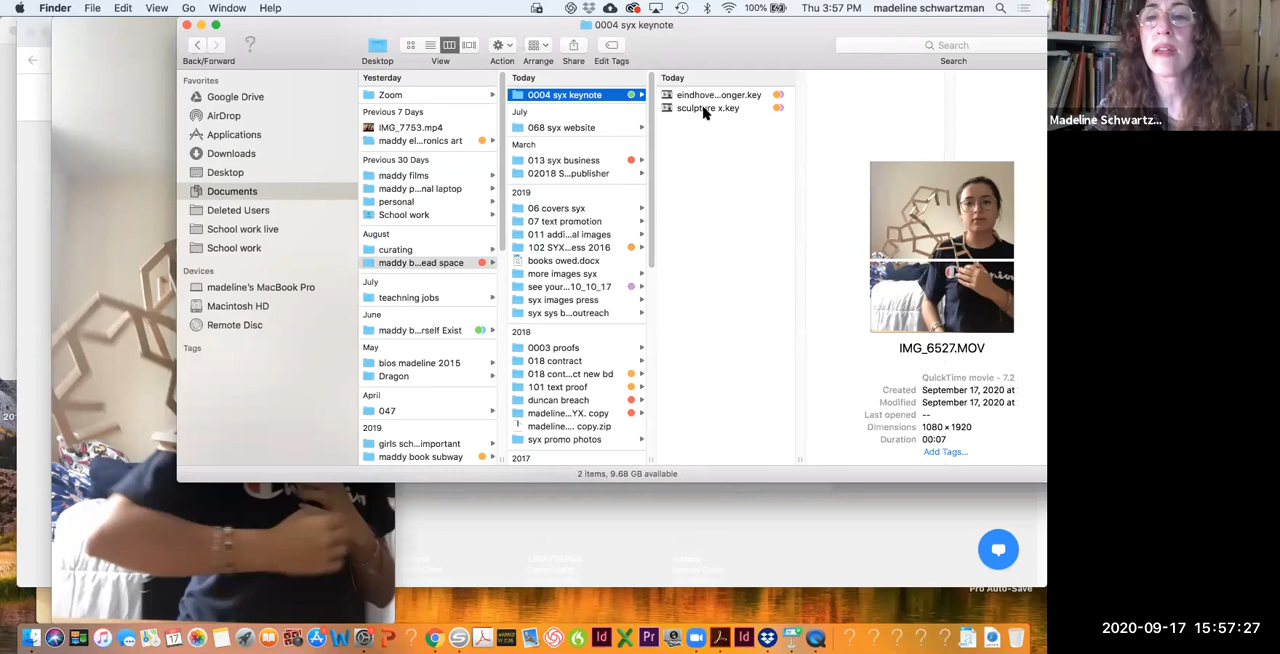 Finder File Edit View Go Window Help 100% Thu 3:57 PM madeline schwartzman
0004 syx keynote
Back/Forward Desktop View Action Arrange Share Edit Tags Search
Search
Favorites
Google Drive
AirDrop
Applications
Downloads
Desktop
Documents
Deleted Users
School work live
School work
Devices
madeline's MacBook Pro
Macintosh HD
Remote Disc
Tags
Yesterday
Zoom
Previous 7 Days
IMG_7753.mp4
maddy el...ronics art
Previous 30 Days
maddy films
maddy p...nal laptop
personal
School work
August
curating
maddy b...ead space
July
teachning jobs
June
maddy b...rself Exist
May
bios madeline 2015
Dragon
April
047
2019
girls sch...important
maddy book subway
Today
0004 syx keynote
July
068 syx website
March
013 syx business
02018 S...publisher
2019
06 covers syx
07 text promotion
011 addi...al images
102 SYX...ess 2016
books owed.docx
more images syx
see your...10_10_17
syx images press
syx sys b...outreach
2018
0003 proofs
018 contract
018 cont...ct new bd
101 text proof
duncan breach
madeline...YX. copy
madeline.... copy.zip
syx promo photos
2017
Today
eindhove...onger.key
sculpture x.key
IMG_6527.MOV
QuickTime movie - 7.2
Created September 17, 2020 at
Modified September 17, 2020 at
Last opened --
Dimensions 1080 × 1920
Duration 00:07
Add Tags...
2 items, 9.68 GB available
Madeline Schwartz...
Pro Auto-Save
2020-09-17 15:57:27